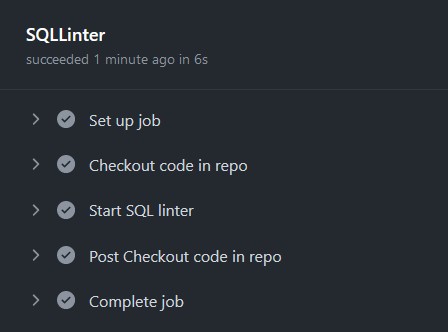 SQLLinter
succeeded 1 minute ago in 6s
Set up job
Checkout code in repo
Start SQL linter
Post Checkout code in repo
Complete job